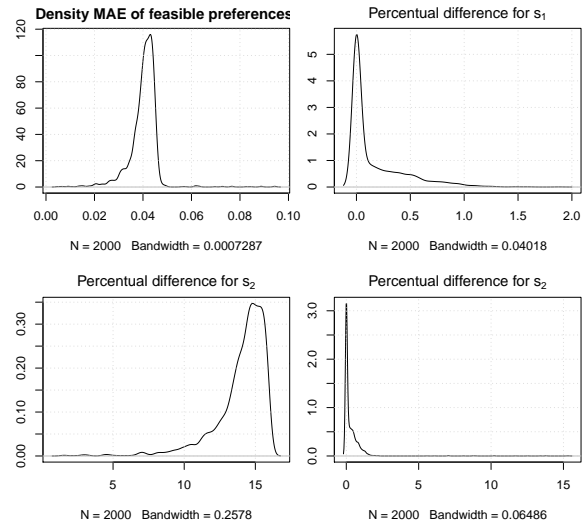 Density MAE of feasible preferences
0 20 40 60 80 120
0.00 0.02 0.04 0.06 0.08 0.10
N = 2000 Bandwidth = 0.0007287
Percentual difference for s₁
0 1 2 3 4 5
0.0 0.5 1.0 1.5 2.0
N = 2000 Bandwidth = 0.04018
Percentual difference for s₂
0.00 0.10 0.20 0.30
5 10 15
N = 2000 Bandwidth = 0.2578
Percentual difference for s₂
0.0 1.0 2.0 3.0
0 5 10 15
N = 2000 Bandwidth = 0.06486